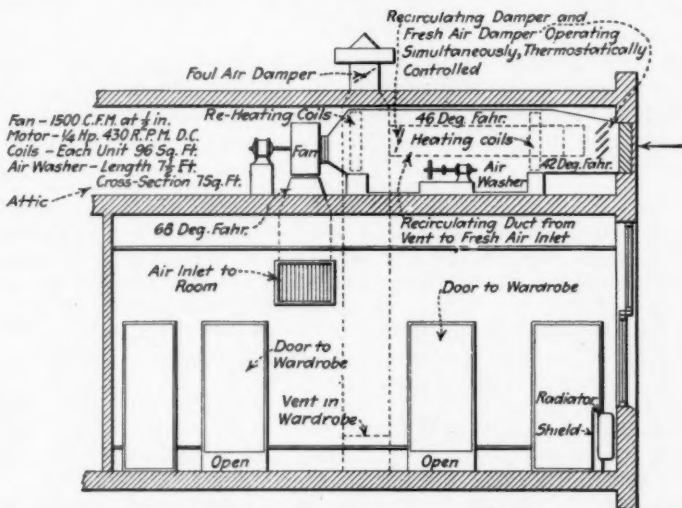 Recirculating Damper and
Fresh Air Damper Operating
Simultaneously, Thermostatically
Controlled
Foul Air Damper
Fan - 1500 C.F.M. at ½ in.
Motor - ¼ Hp. 430 R.P.M. D.C.
Coils - Each Unit 96 Sq. Ft.
Air Washer - Length 7½ Ft.
Cross-Section 7 Sq. Ft.
Attic
Re-Heating Coils
46 Deg. Fahr.
Fan
Heating coils
Air
Washer
42 Deg. Fahr.
68 Deg. Fahr.
Recirculating Duct from
Vent to Fresh Air Inlet
Air Inlet to
Room
Door to Wardrobe
Door to
Wardrobe
Vent in
Wardrobe
Radiator
Shield
Open
Open